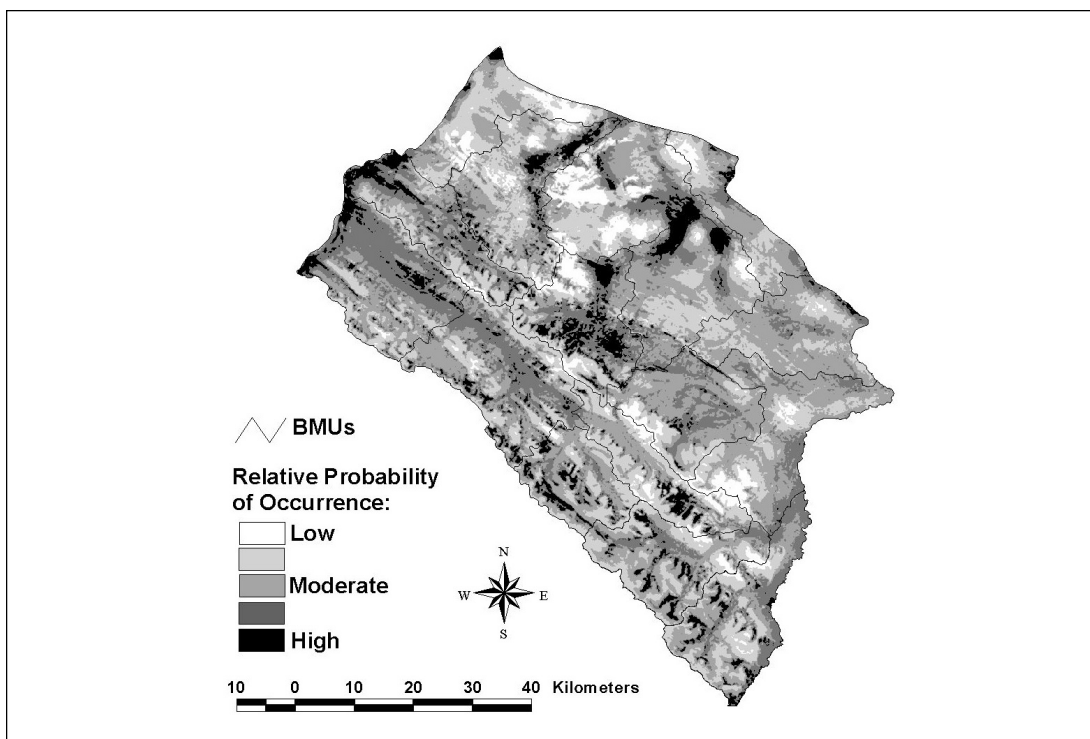 BMUs
Relative Probability
of Occurrence:
Low
Moderate
High
N
W E
S
10 0 10 20 30 40 Kilometers